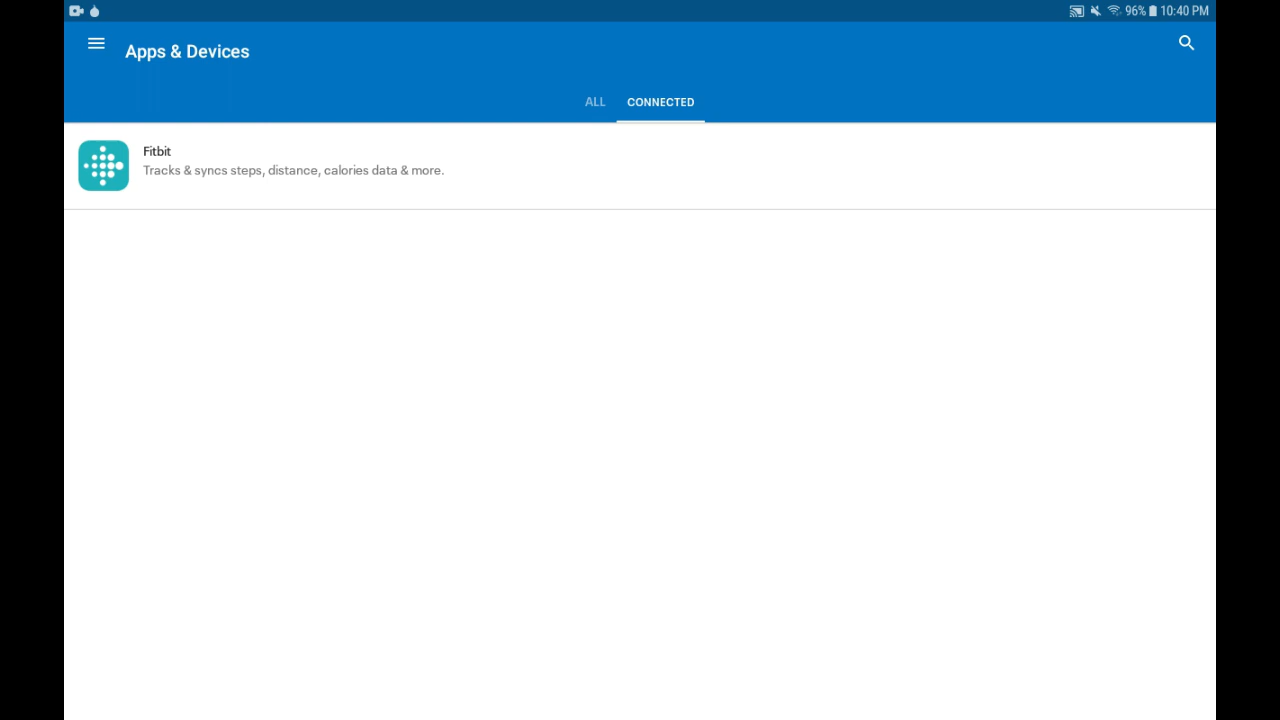 96% 10:40 PM
Apps & Devices
ALL CONNECTED
Fitbit
Tracks & syncs steps, distance, calories data & more.